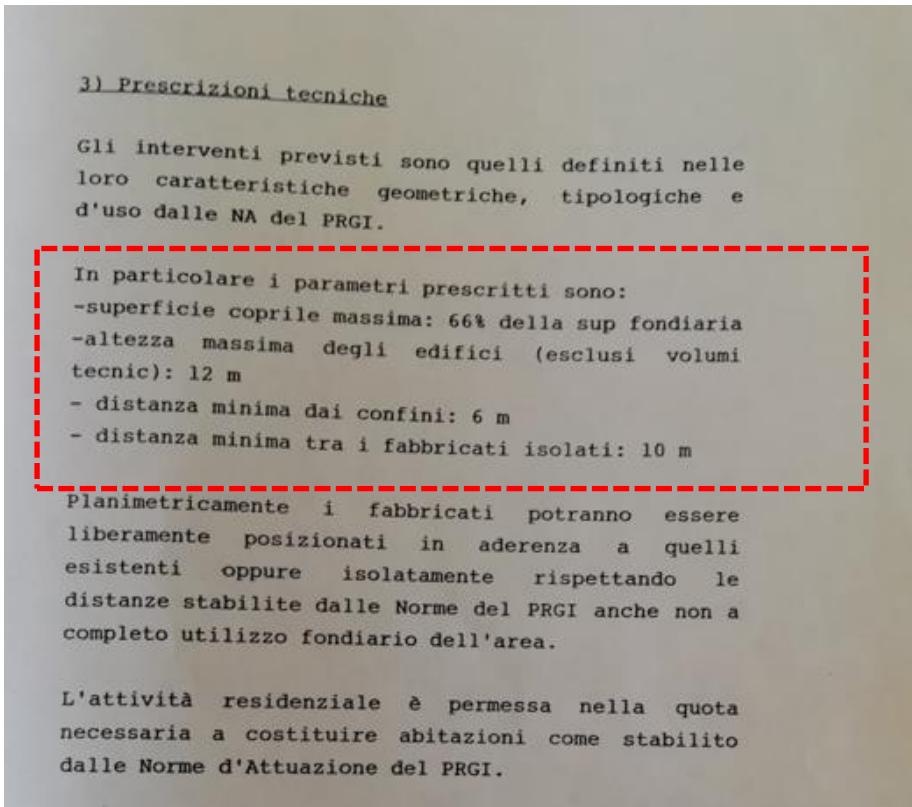 3) Prescrizioni tecniche
Gli interventi previsti sono quelli definiti nelle
loro caratteristiche geometriche, tipologiche e
d'uso dalle NA del PRGI.
In particolare i parametri prescritti sono:
-superficie coprile massima: 66% della sup fondiaria
-altezza massima degli edifici (esclusi volumi
tecnic): 12 m
- distanza minima dai confini: 6 m
- distanza minima tra i fabbricati isolati: 10 m
Planimetricamente i fabbricati potranno essere
liberamente posizionati in aderenza a quelli
esistenti oppure isolatamente rispettando le
distanze stabilite dalle Norme del PRGI anche non a
completo utilizzo fondiario dell'area.
L'attività residenziale è permessa nella quota
necessaria a costituire abitazioni come stabilito
dalle Norme d'Attuazione del PRGI.